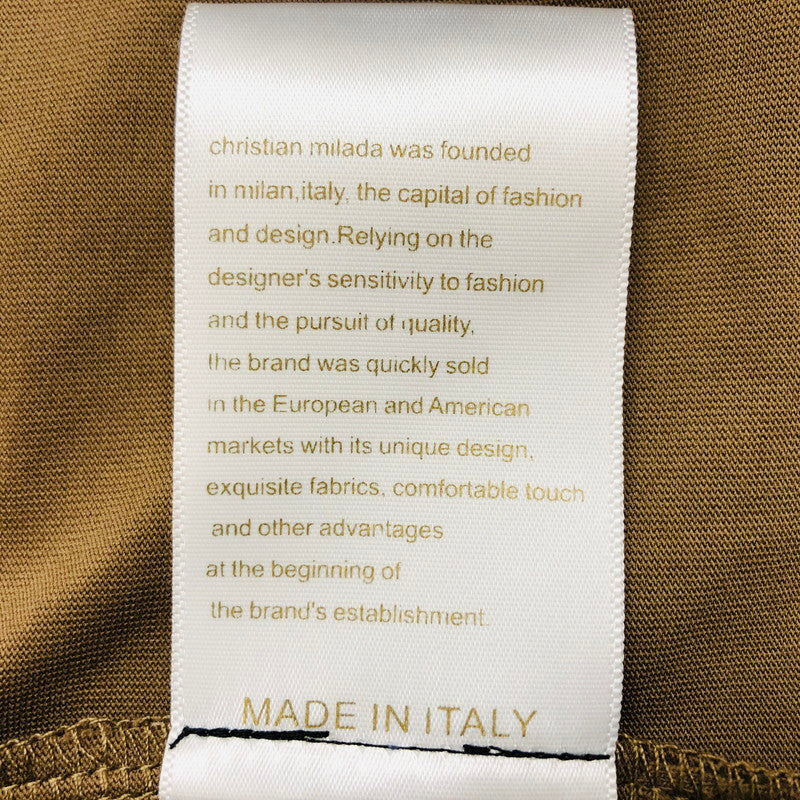 christian milada was founded
in milan,italy, the capital of fashion
and design.Relying on the
designer's sensitivity to fashion
and the pursuit of quality,
the brand was quickly sold
in the European and American
markets with its unique design,
exquisite fabrics, comfortable touch
and other advantages
at the beginning of
the brand's establishment.
MADE IN ITALY